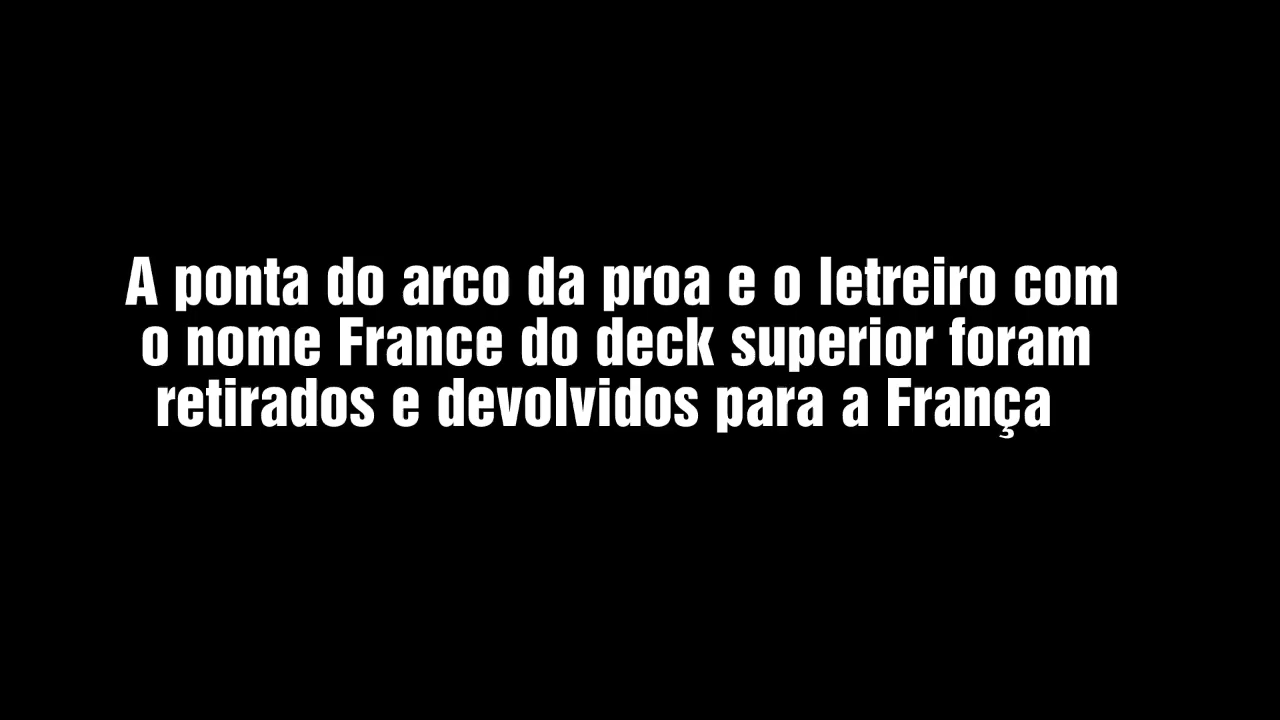 A ponta do arco da proa e o letreiro com
o nome France do deck superior foram
retirados e devolvidos para a França